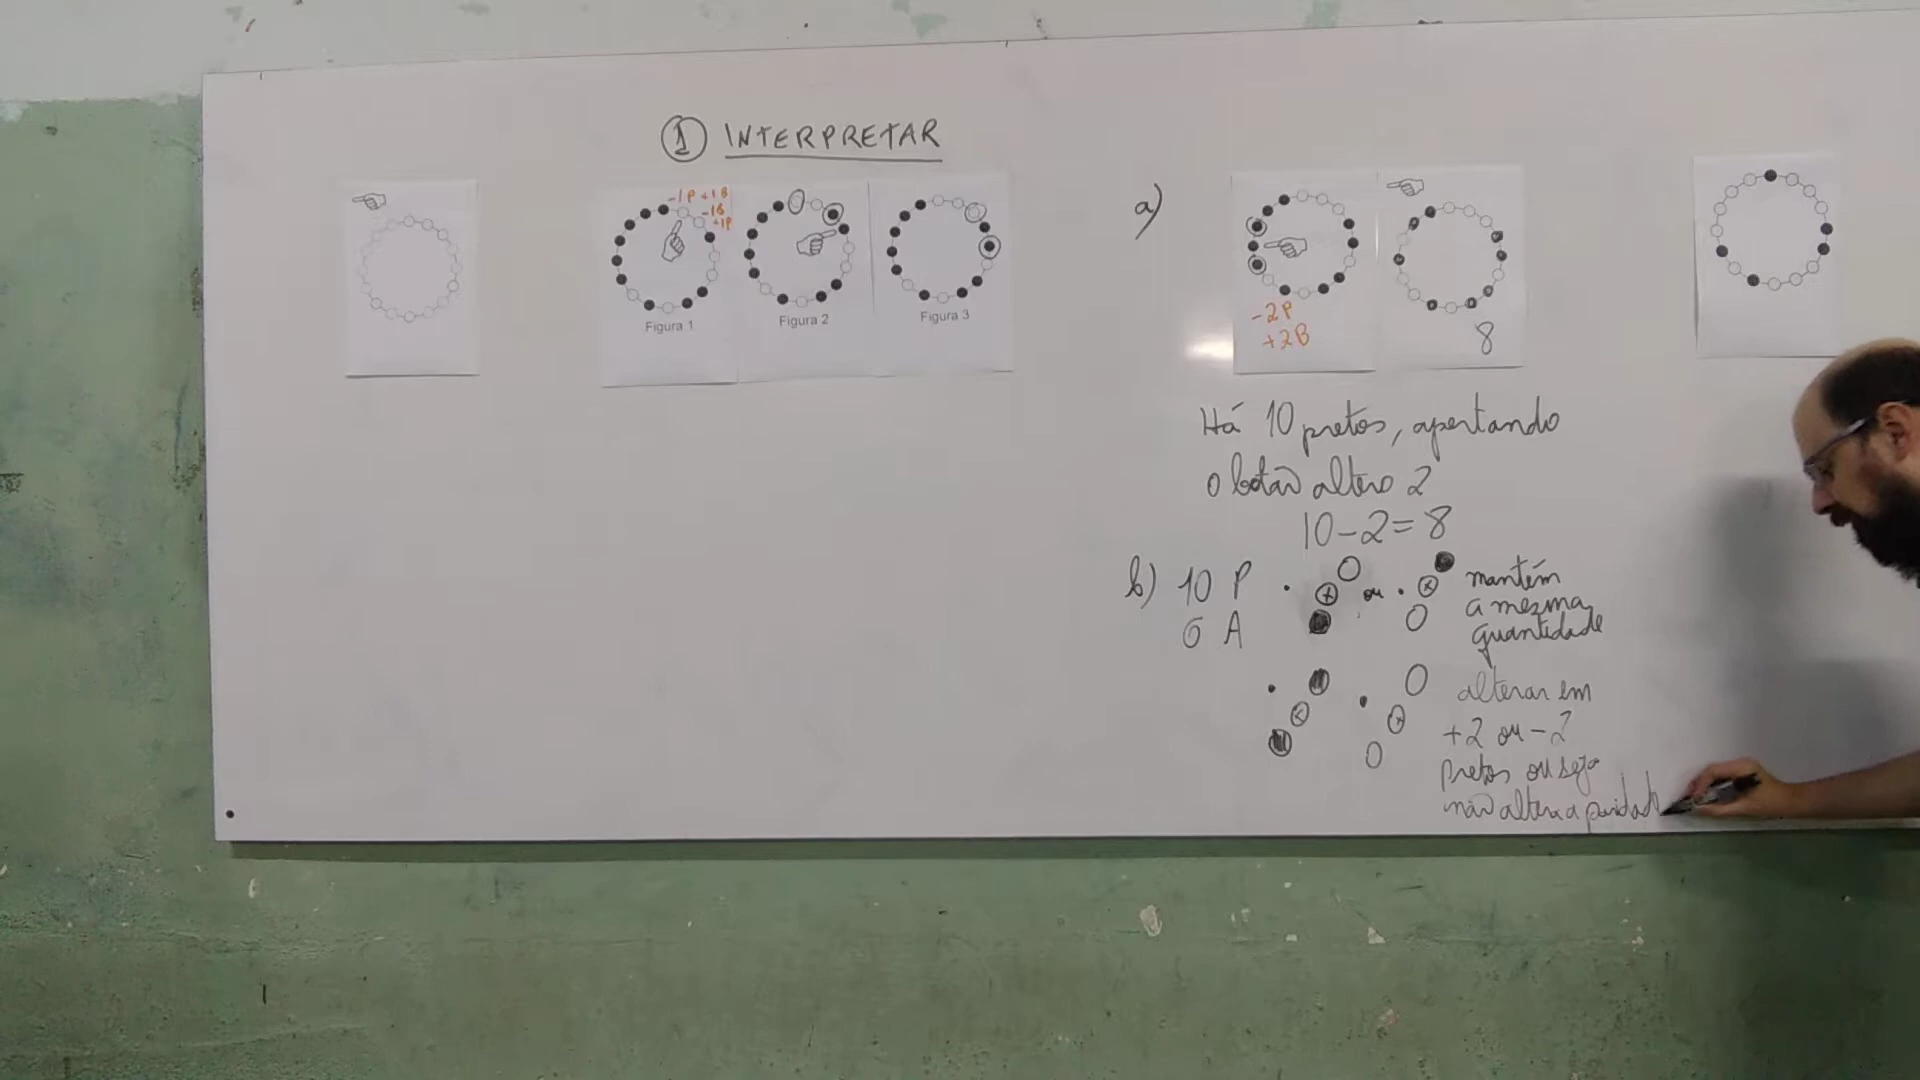 1 INTERPRETAR
-1P +1B
-1B
+1P
Figura 1
Figura 2
Figura 3
a)
-2P
+2B
8
Há 10 pretos, apertando
o botão altero 2
10-2=8
b) 10 P
6 A
ou
mantém
a mesma
quantidade
alterar em
+2 ou -2
pretos ou seja
não altera a paridad